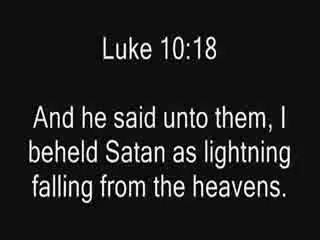 Luke 10:18
And he said unto them, I
beheld Satan as lightning
falling from the heavens.